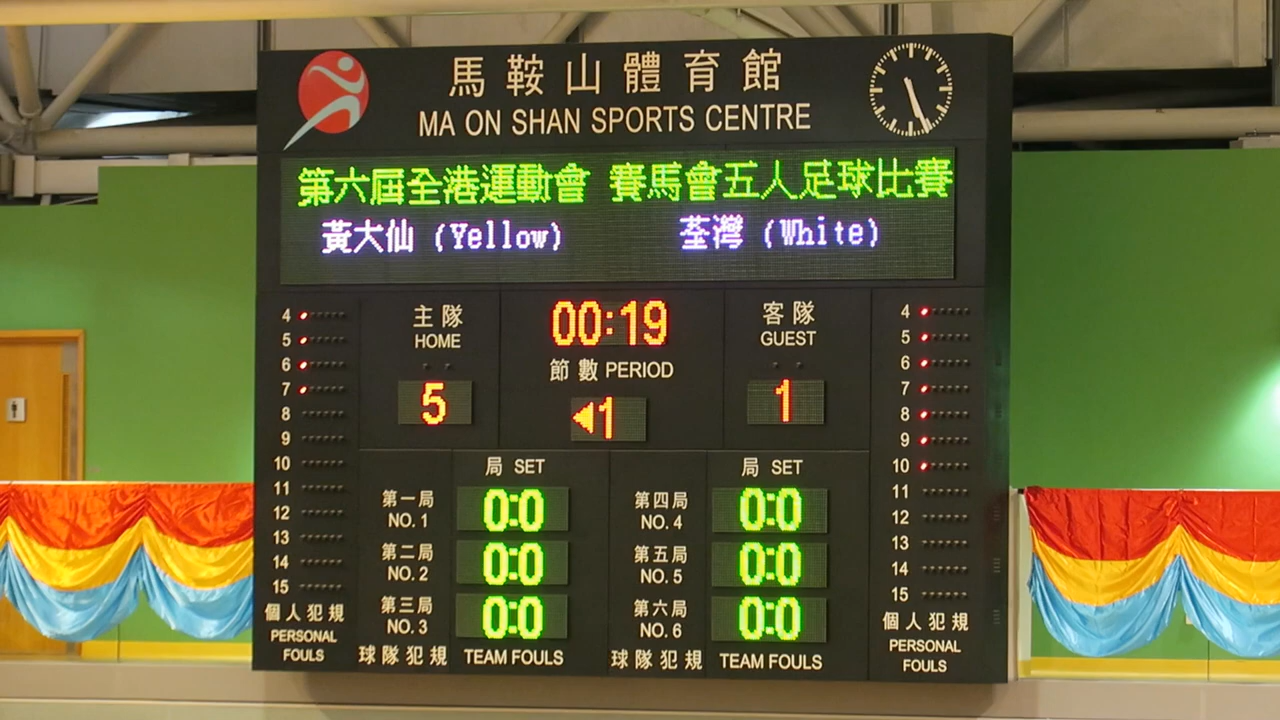 馬鞍山體育館
MA ON SHAN SPORTS CENTRE
第六屆全港運動會 賽馬會五人足球比賽
黃大仙 (Yellow) 荃灣 (White)
主隊
HOME
5
00:19
節數 PERIOD
◀1
客隊
GUEST
1
4
5
6
7
8
9
10
11
12
13
14
15
個人犯規
PERSONAL
FOULS
局 SET
第一局
NO. 1
0:0
第二局
NO. 2
0:0
第三局
NO. 3
0:0
球隊犯規 TEAM FOULS
局 SET
第四局
NO. 4
0:0
第五局
NO. 5
0:0
第六局
NO. 6
0:0
球隊犯規 TEAM FOULS
4
5
6
7
8
9
10
11
12
13
14
15
個人犯規
PERSONAL
FOULS